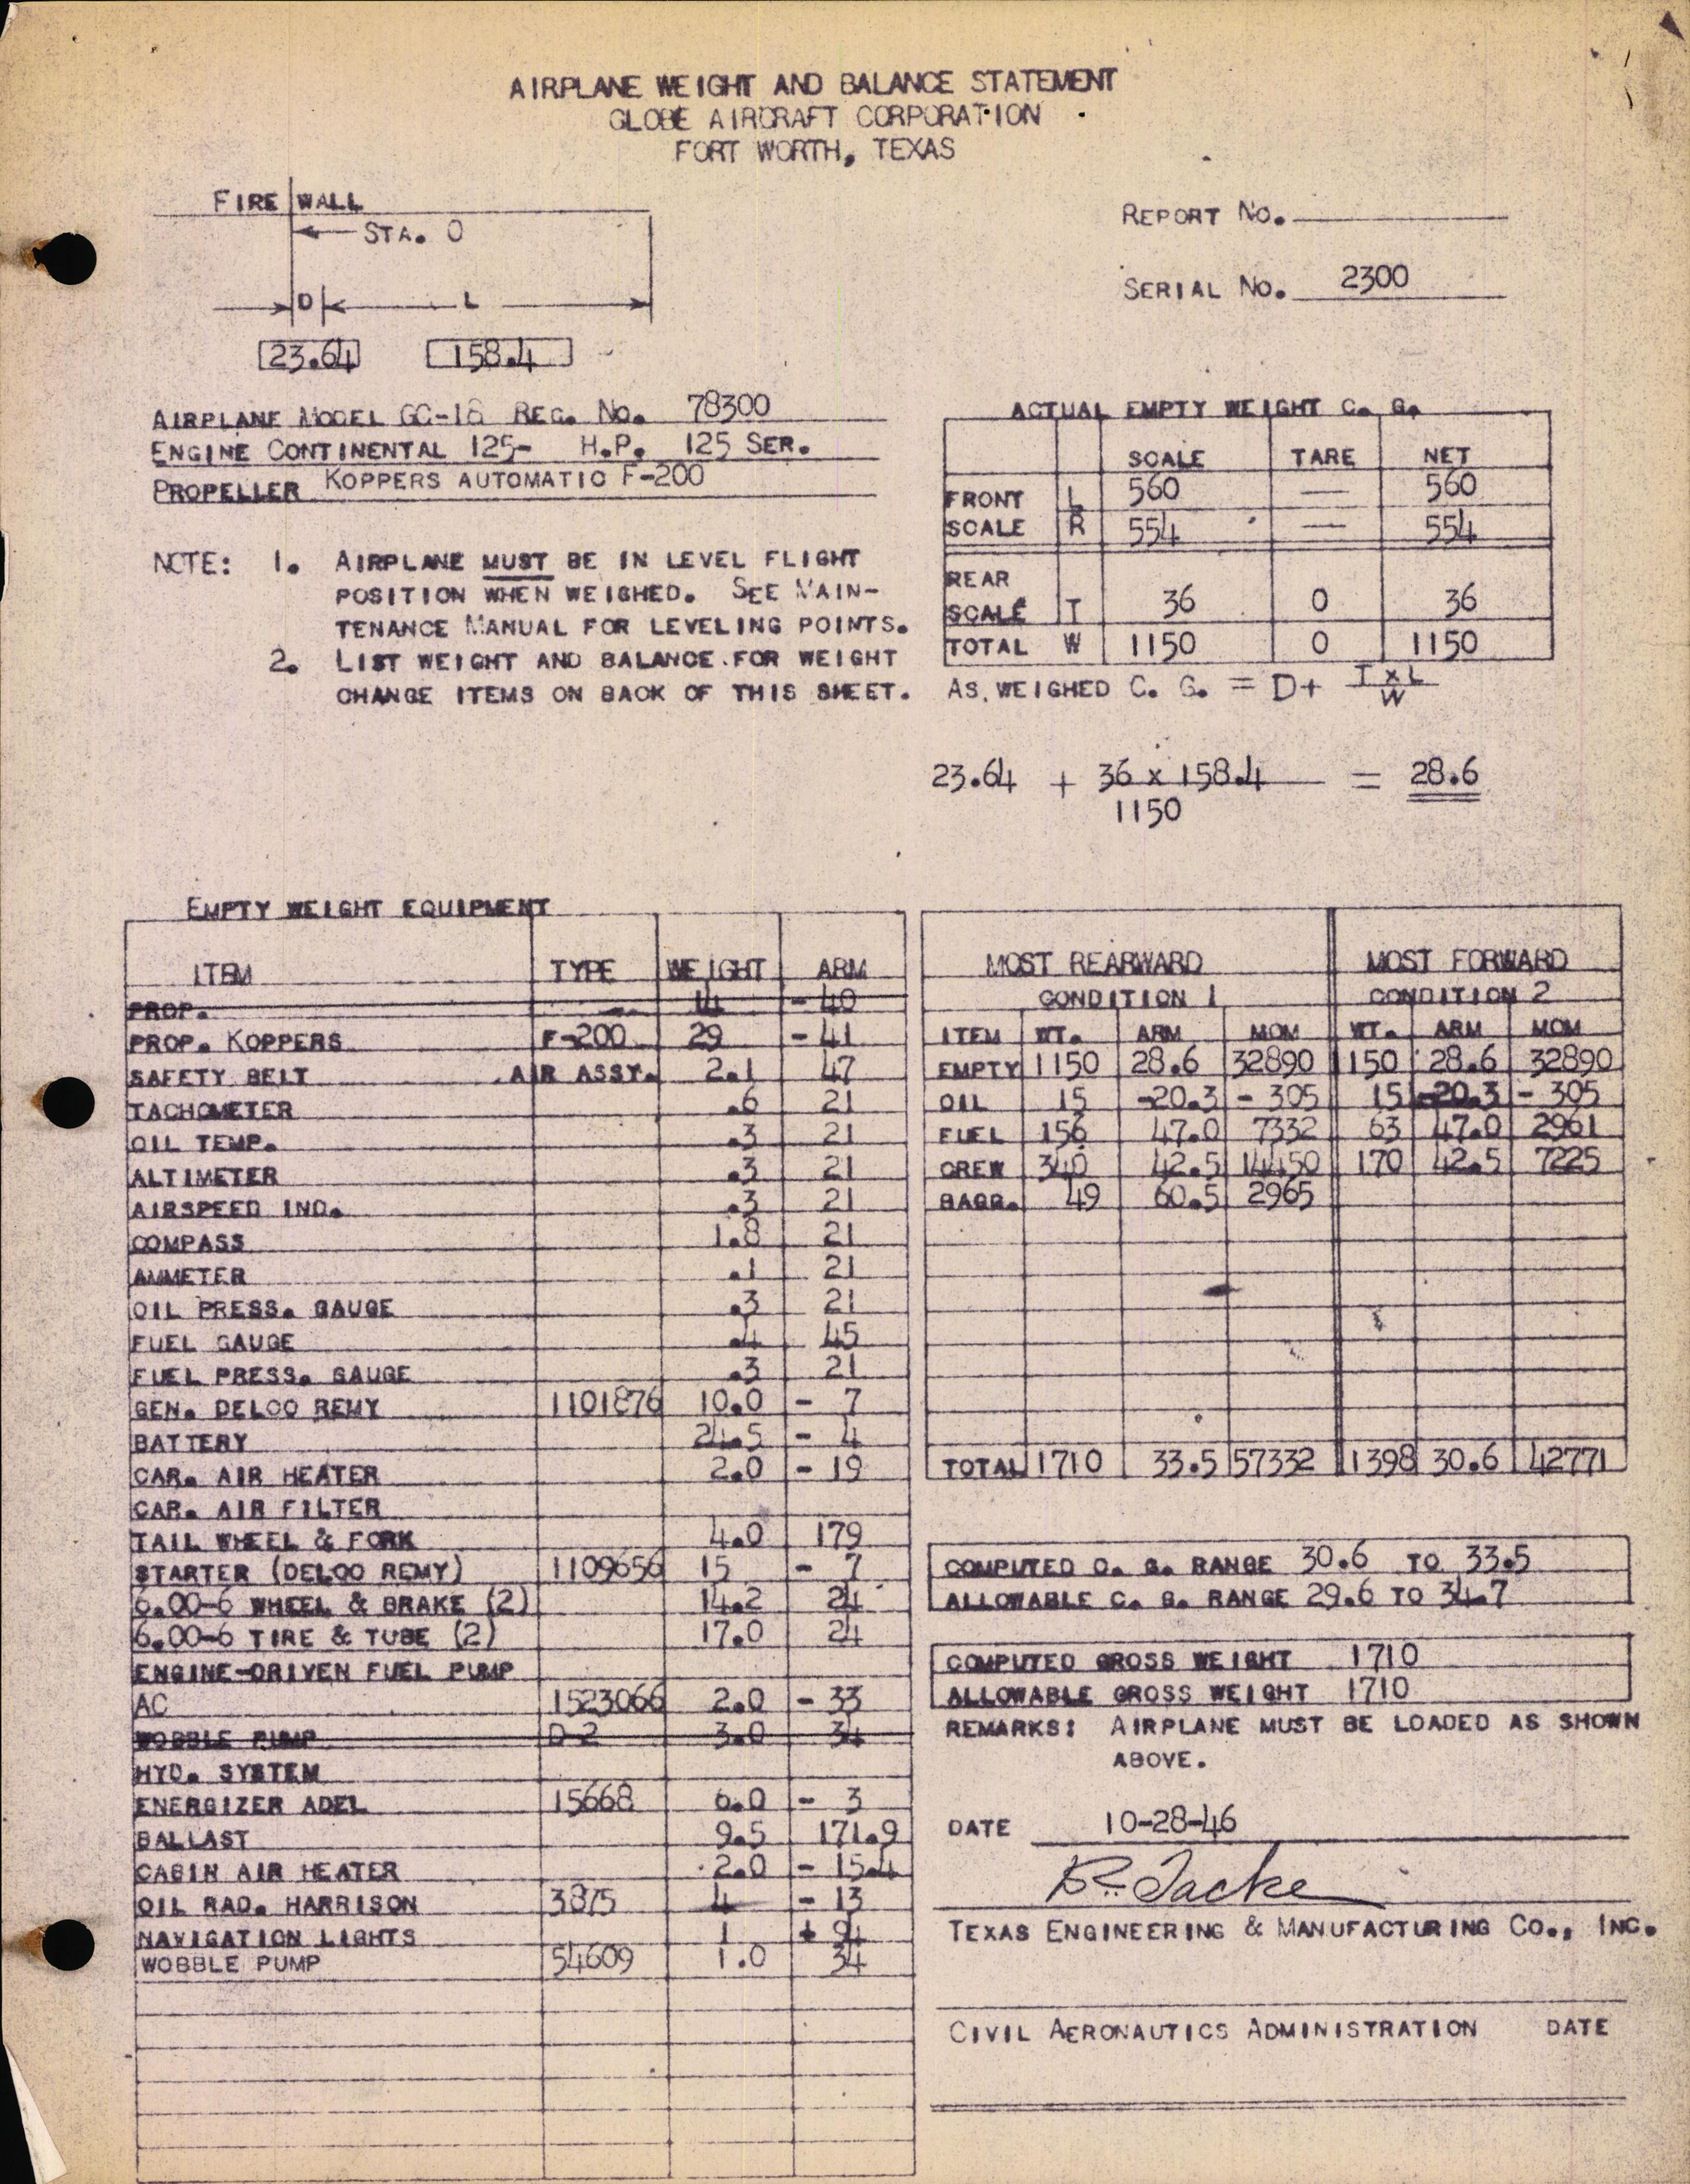 AIRPLANE WEIGHT AND BALANCE STATEMENT
GLOBE AIRCRAFT CORPORATION
FORT WORTH, TEXAS
FIRE WALL
STA. 0
D L
23.64 158.4
REPORT NO.
SERIAL NO. 2300
AIRPLANE MODEL GC-1B REG. NO. 78300
ENGINE CONTINENTAL 125- H.P. 125 SER.
PROPELLER KOPPERS AUTOMATIC F-200
NOTE: 1. AIRPLANE MUST BE IN LEVEL FLIGHT
POSITION WHEN WEIGHED. SEE MAIN-
TENANCE MANUAL FOR LEVELING POINTS.
2. LIST WEIGHT AND BALANCE FOR WEIGHT
CHANGE ITEMS ON BACK OF THIS SHEET.
ACTUAL EMPTY WEIGHT C. G.
SCALE TARE NET
FRONT L 560 — 560
SCALE R 554 — 554
REAR
SCALE T 36 0 36
TOTAL W 1150 0 1150
AS WEIGHED C. G. = D+ T x L
W
23.64 + 36 x 158.4 = 28.6
1150
EMPTY WEIGHT EQUIPMENT
ITEM TYPE WEIGHT ARM
PROP. 14 - 40
PROP. KOPPERS F-200 29 - 41
SAFETY BELT AIR ASSY. 2.1 47
TACHOMETER .6 21
OIL TEMP. .3 21
ALTIMETER .3 21
AIRSPEED IND. .3 21
COMPASS 1.8 21
AMMETER .1 21
OIL PRESS. GAUGE .3 21
FUEL GAUGE .4 45
FUEL PRESS. GAUGE .3 21
GEN. DELCO REMY 1101876 10.0 - 7
BATTERY 24.5 - 4
CAR. AIR HEATER 2.0 - 19
CAR. AIR FILTER
TAIL WHEEL & FORK 4.0 179
STARTER (DELCO REMY) 1109656 15 - 7
6.00-6 WHEEL & BRAKE (2) 14.2 24
6.00-6 TIRE & TUBE (2) 17.0 24
ENGINE-DRIVEN FUEL PUMP
AC 1523066 2.0 - 33
WOBBLE PUMP D-2 3.0 34
HYD. SYSTEM
ENERGIZER ADEL 15668 6.0 - 3
BALLAST 9.5 171.9
CABIN AIR HEATER 2.0 - 15.4
OIL RAD. HARRISON 3875 4 - 13
NAVIGATION LIGHTS 1 + 94
WOBBLE PUMP 54609 1.0 34
MOST REARWARD MOST FORWARD
CONDITION 1 CONDITION 2
ITEM WT. ARM MOM WT. ARM MOM
EMPTY 1150 28.6 32890 1150 28.6 32890
OIL 15 -20.3 - 305 15 -20.3 - 305
FUEL 156 47.0 7332 63 47.0 2961
CREW 340 42.5 14450 170 42.5 7225
BAGG. 49 60.5 2965
TOTAL 1710 33.5 57332 1398 30.6 42771
COMPUTED C. G. RANGE 30.6 TO 33.5
ALLOWABLE C. G. RANGE 29.6 TO 34.7
COMPUTED GROSS WEIGHT 1710
ALLOWABLE GROSS WEIGHT 1710
REMARKS: AIRPLANE MUST BE LOADED AS SHOWN
ABOVE.
DATE 10-28-46
TEXAS ENGINEERING & MANUFACTURING CO., INC.
CIVIL AERONAUTICS ADMINISTRATION DATE